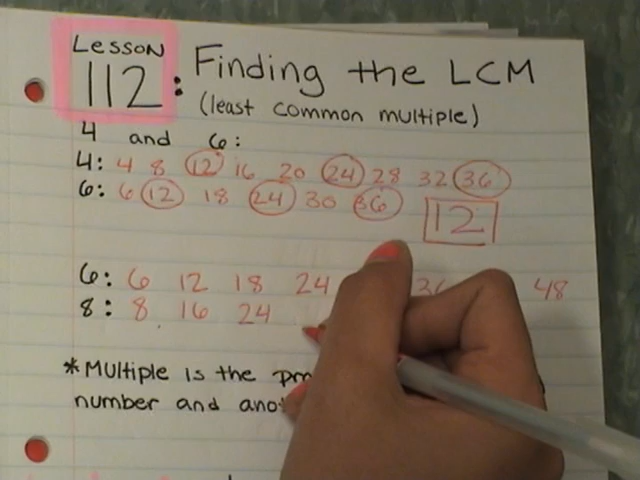 Lesson
112: Finding the LCM
(least common multiple)
4 and 6:
4: 4 8 12 16 20 24 28 32 36
6: 6 12 18 24 30 36
12
6: 6 12 18 24 36 48
8: 8 16 24
*Multiple is the
number and